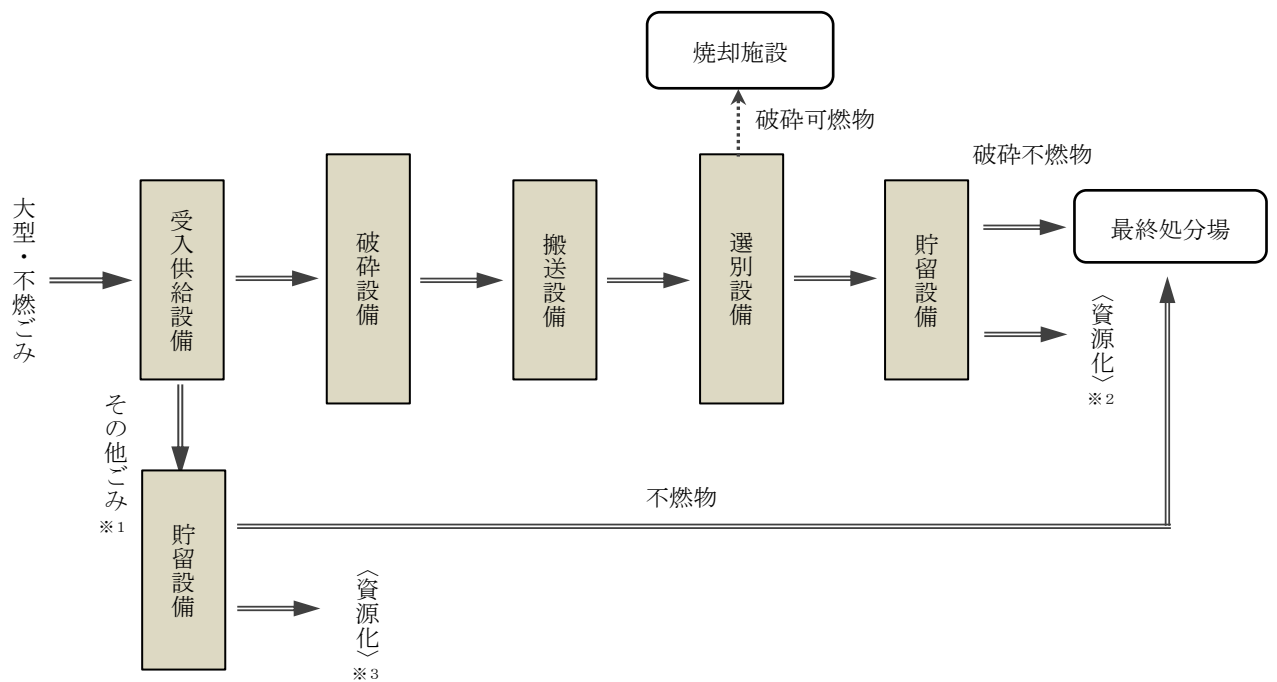 焼却施設
破砕可燃物
破砕不燃物
大型・不燃ごみ
受入供給設備
破砕設備
搬送設備
選別設備
貯留設備
最終処分場
〈資源化〉
※2
その他ごみ
※1
貯留設備
不燃物
〈資源化〉
※3